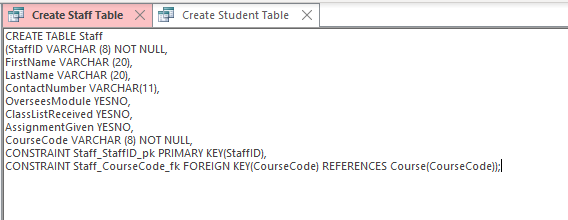 Create Staff Table
Create Student Table
CREATE TABLE Staff
(StaffID VARCHAR (8) NOT NULL,
FirstName VARCHAR (20),
LastName VARCHAR (20),
ContactNumber VARCHAR(11),
OverseesModule YESNO,
ClassListReceived YESNO,
AssignmentGiven YESNO,
CourseCode VARCHAR (8) NOT NULL,
CONSTRAINT Staff_StaffID_pk PRIMARY KEY(StaffID),
CONSTRAINT Staff_CourseCode_fk FOREIGN KEY(CourseCode) REFERENCES Course(CourseCode));